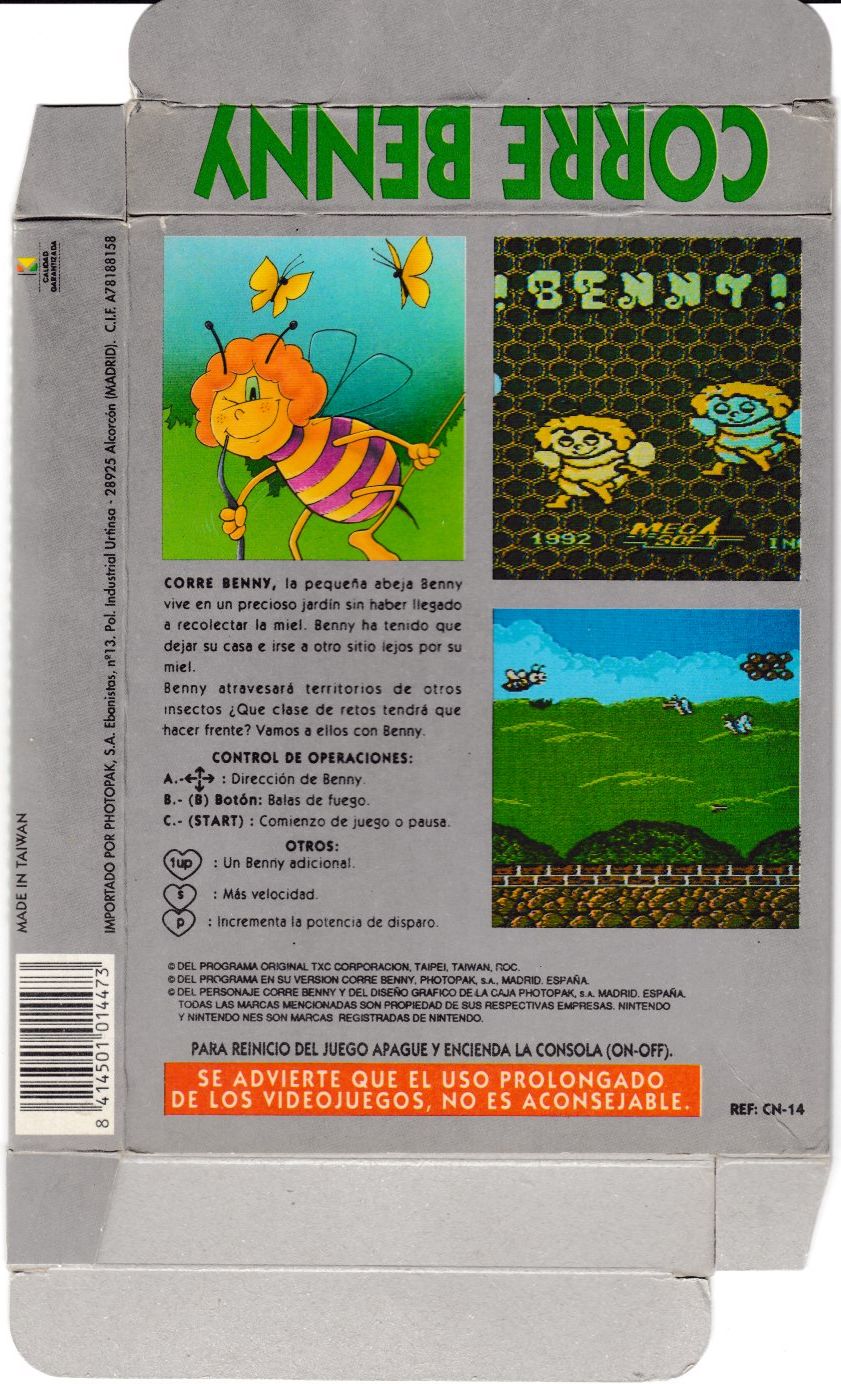 CORRE BENNY
CALIDAD
GARANTIZADA
MADE IN TAIWAN
IMPORTADO POR PHOTOPAK, S.A. Ebanistas, nº13. Pol. Industrial Urtinsa - 28925 Alcorcón (MADRID). C.I.F. A78188158
8 414501 014473
! BENNY !
1992 MEGA SOFT IN
CORRE BENNY, la pequeña abeja Benny
vive en un precioso jardín sin haber llegado
a recolectar la miel. Benny ha tenido que
dejar su casa e irse a otro sitio lejos por su
miel.
Benny atravesará territorios de otros
insectos ¿Que clase de retos tendrá que
hacer frente? Vamos a ellos con Benny.
CONTROL DE OPERACIONES:
A.- : Dirección de Benny.
B.- (B) Botón: Balas de fuego.
C.- (START) : Comienzo de juego o pausa.
OTROS:
1up : Un Benny adicional.
s : Más velocidad.
p : Incrementa la potencia de disparo.
© DEL PROGRAMA ORIGINAL TXC CORPORACION, TAIPEI, TAIWAN, ROC.
© DEL PROGRAMA EN SU VERSION CORRE BENNY, PHOTOPAK, s.A., MADRID. ESPAÑA.
© DEL PERSONAJE CORRE BENNY Y DEL DISEÑO GRAFICO DE LA CAJA PHOTOPAK, s.A. MADRID. ESPAÑA.
TODAS LAS MARCAS MENCIONADAS SON PROPIEDAD DE SUS RESPECTIVAS EMPRESAS. NINTENDO
Y NINTENDO NES SON MARCAS REGISTRADAS DE NINTENDO.
PARA REINICIO DEL JUEGO APAGUE Y ENCIENDA LA CONSOLA (ON-OFF).
SE ADVIERTE QUE EL USO PROLONGADO
DE LOS VIDEOJUEGOS, NO ES ACONSEJABLE.
REF: CN-14